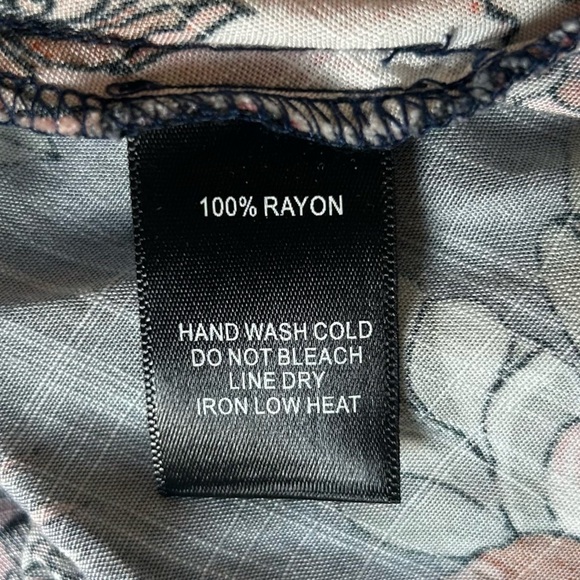 100% RAYON
HAND WASH COLD
DO NOT BLEACH
LINE DRY
IRON LOW HEAT